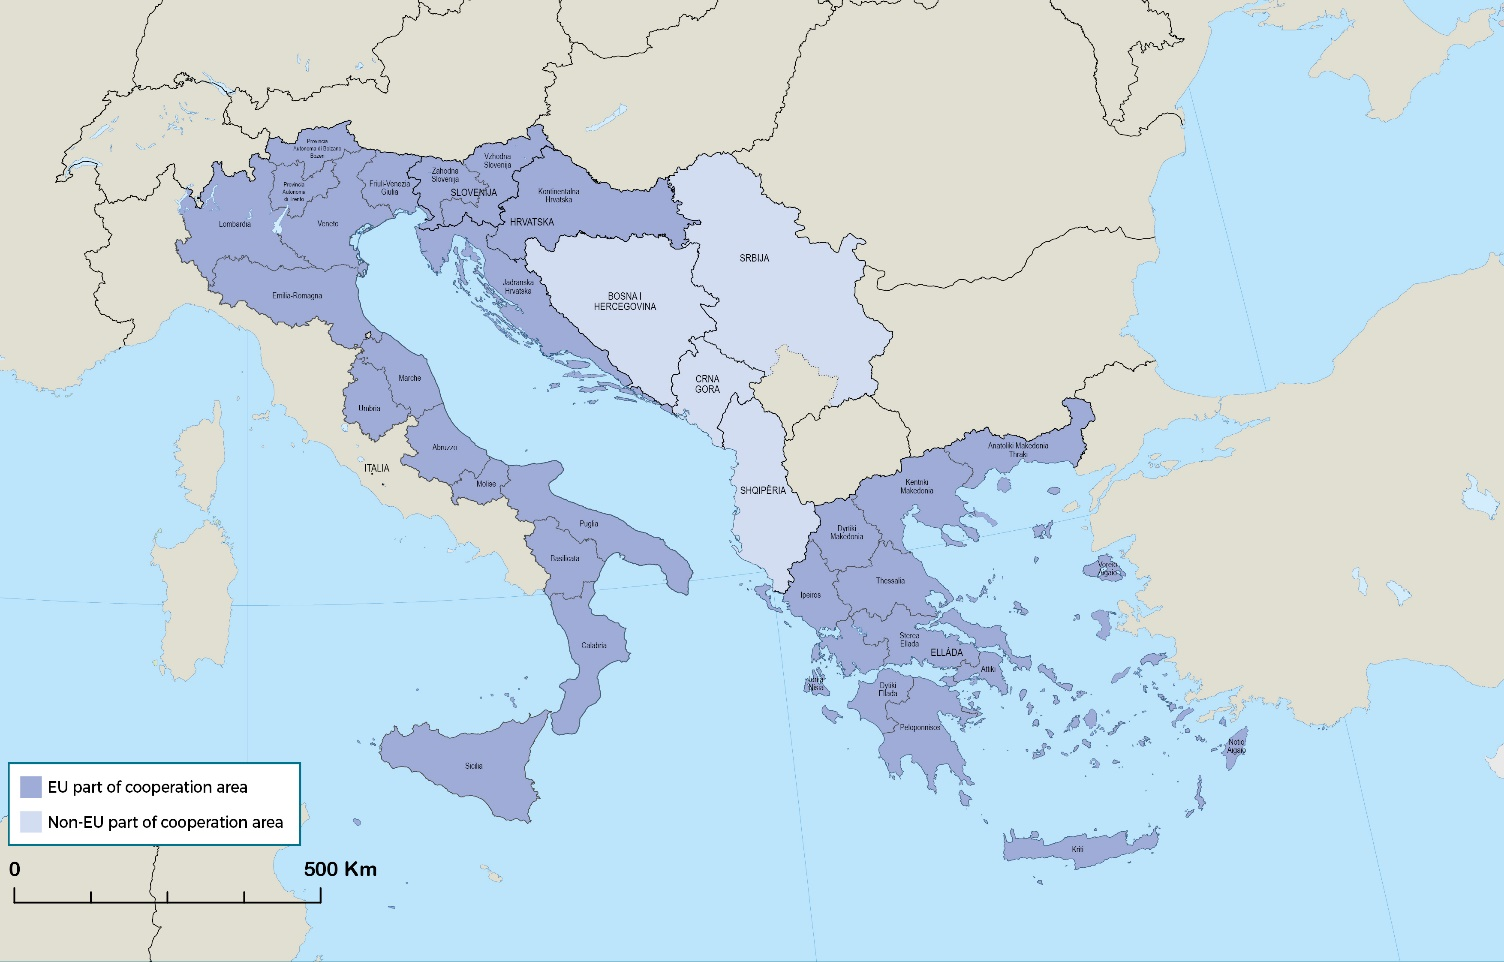 Provincia
Autonoma di Bolzano
Bozen
Provincia
Autonoma
di Trento
Friuli-Venezia
Giulia
Lombardia
Veneto
Emilia-Romagna
Zahodna
Slovenija
Vzhodna
Slovenija
SLOVENIJA
Kontinentalna
Hrvatska
HRVATSKA
Jadranska
Hrvatska
BOSNA I
HERCEGOVINA
SRBIJA
CRNA
GORA
SHQIPËRIA
Marche
Umbria
Abruzzo
ITALIA
Molise
Puglia
Basilicata
Calabria
Sicilia
Anatoliki Makedonia
Thraki
Kentriki
Makedonia
Dytiki
Makedonia
Thessalia
Ipeiros
Voreio
Aigaio
Sterea
Ellada
ELLÁDA
Attiki
Ionia
Nisia
Dytiki
Ellada
Peloponnisos
Notio
Aigaio
Kriti
EU part of cooperation area
Non-EU part of cooperation area
0 500 Km